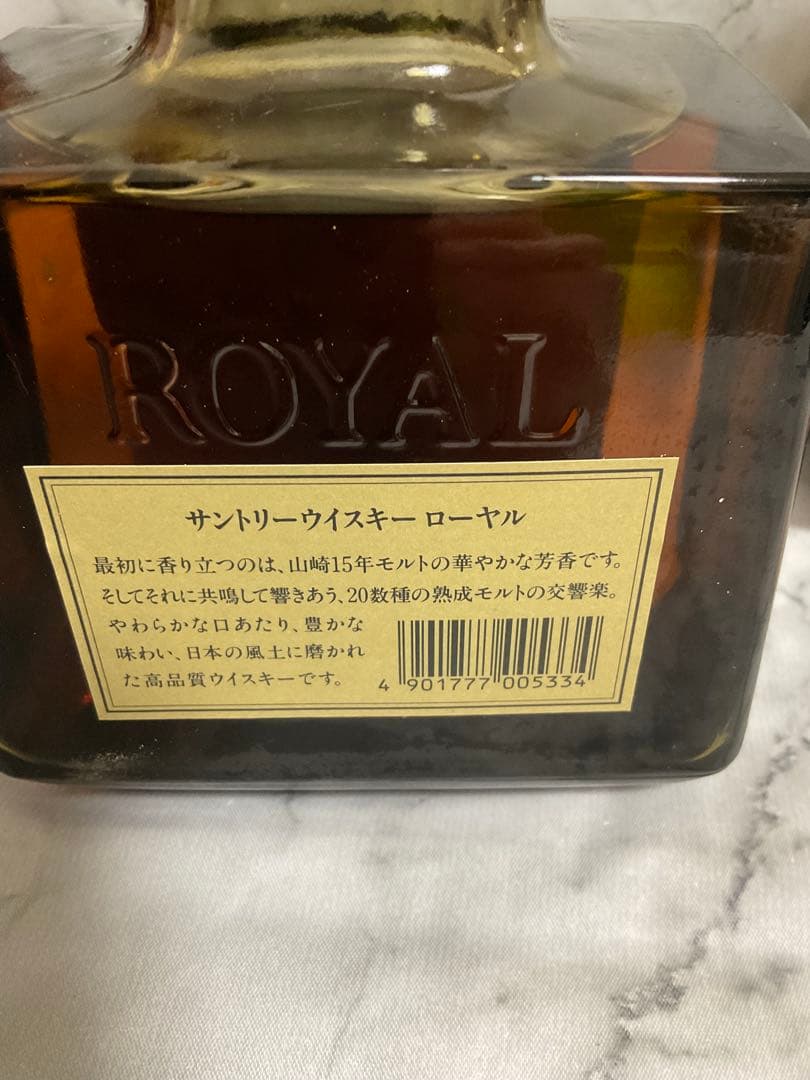 ROYAL
サントリーウイスキー ローヤル
最初に香り立つのは、山崎15年モルトの華やかな芳香です。
そしてそれに共鳴して響きあう、20数種の熟成モルトの交響楽。
やわらかな口あたり、豊かな
味わい、日本の風土に磨かれ
た高品質ウイスキーです。
4 901777 005334